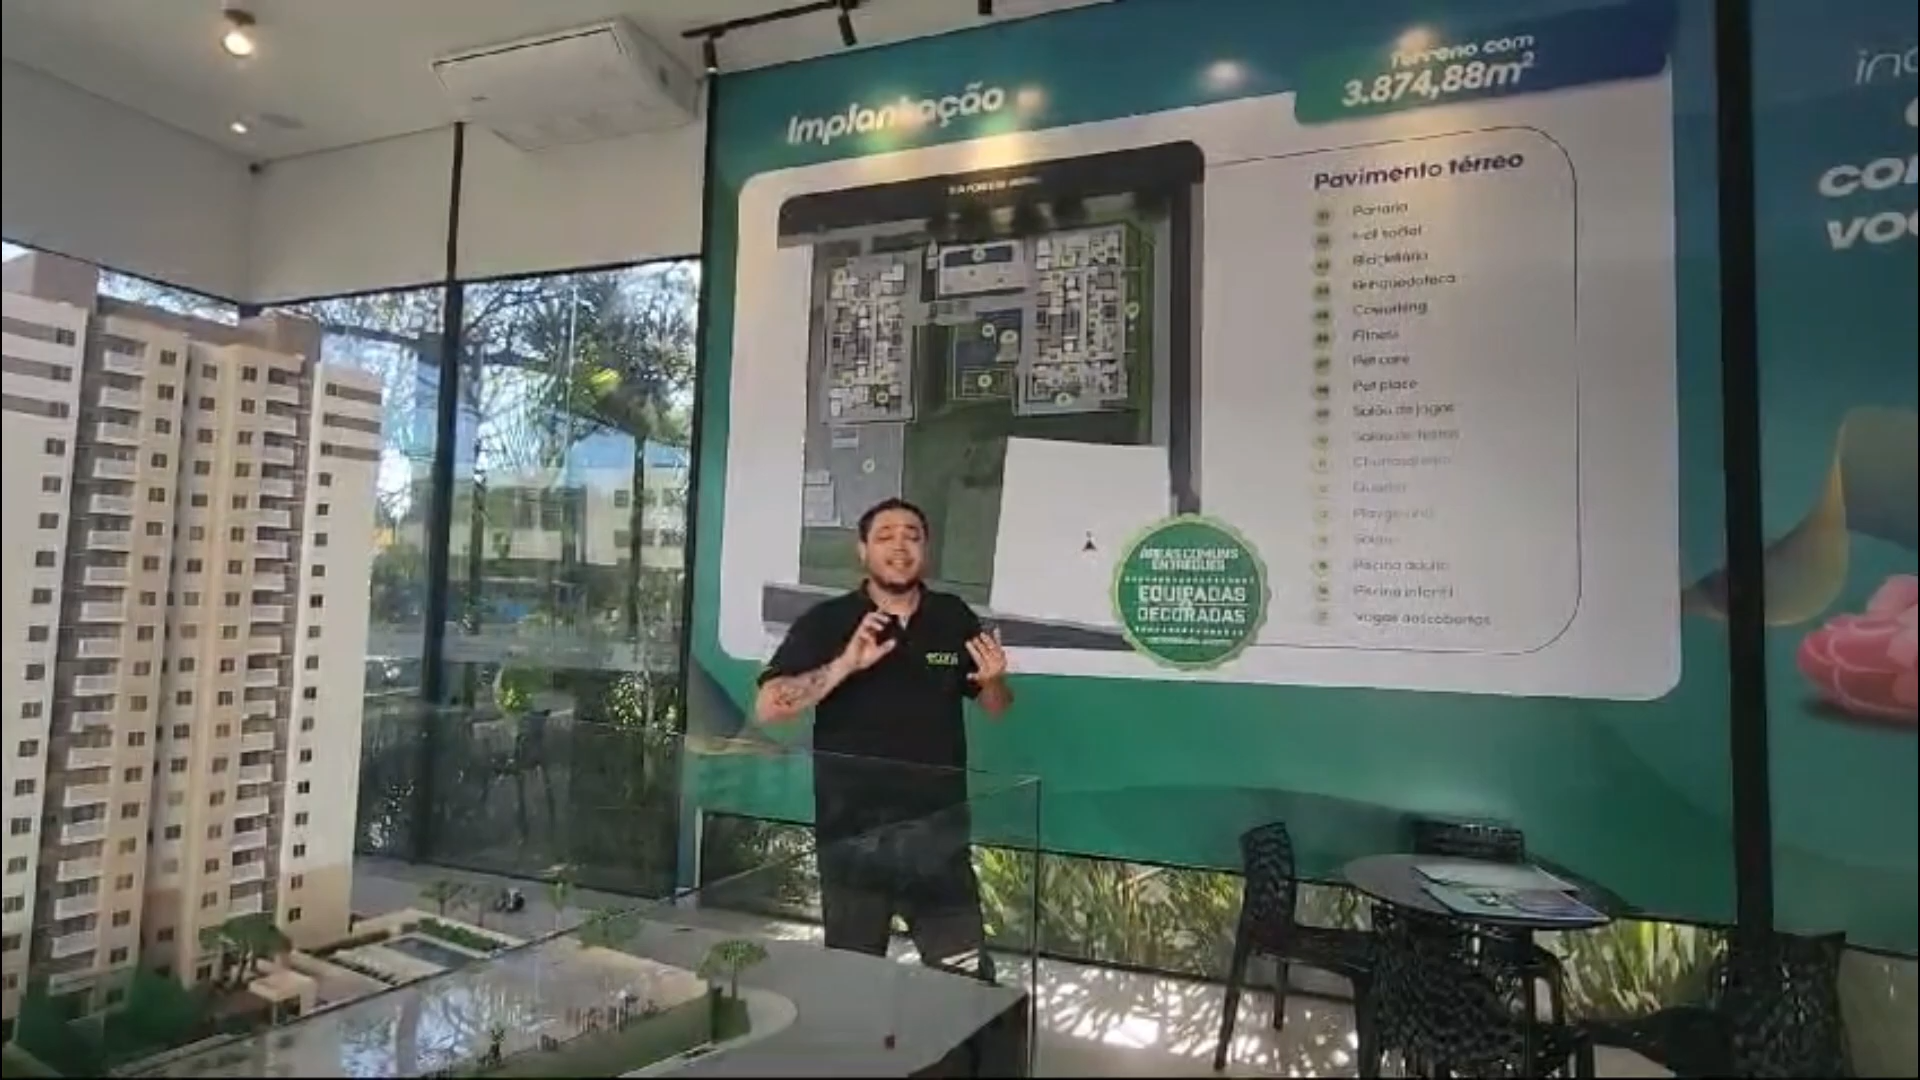 Implantação
Terreno com
3.874,88m²
Pavimento térreo
Portaria
Hall social
Bicicletário
Brinquedoteca
Coworking
Fitness
Pet care
Pet place
Salão de jogos
Salão de festas
Churrasqueira
Quadra
Playground
Piscina adulto
Piscina infantil
Vagas descobertas
ÁREAS COMUNS
ENTREGUES
EQUIPADAS
DECORADAS